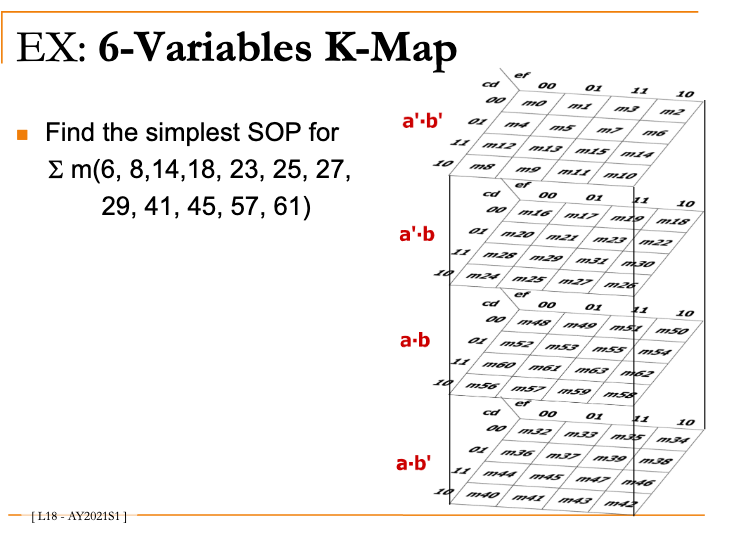 EX: 6-Variables K-Map
Find the simplest SOP for
Σ m(6, 8,14,18, 23, 25, 27,
29, 41, 45, 57, 61)
a'·b'
cd ef 00 01 11 10
00 m0 m1 m3 m2
01 m4 m5 m7 m6
11 m12 m13 m15 m14
10 m8 m9 m11 m10
a'·b
cd ef 00 01 11 10
00 m16 m17 m19 m18
01 m20 m21 m23 m22
11 m28 m29 m31 m30
10 m24 m25 m27 m26
a·b
cd ef 00 01 11 10
00 m48 m49 m51 m50
01 m52 m53 m55 m54
11 m60 m61 m63 m62
10 m56 m57 m59 m58
a·b'
cd ef 00 01 11 10
00 m32 m33 m35 m34
01 m36 m37 m39 m38
11 m44 m45 m47 m46
10 m40 m41 m43 m42
[ L18 - AY2021S1 ]